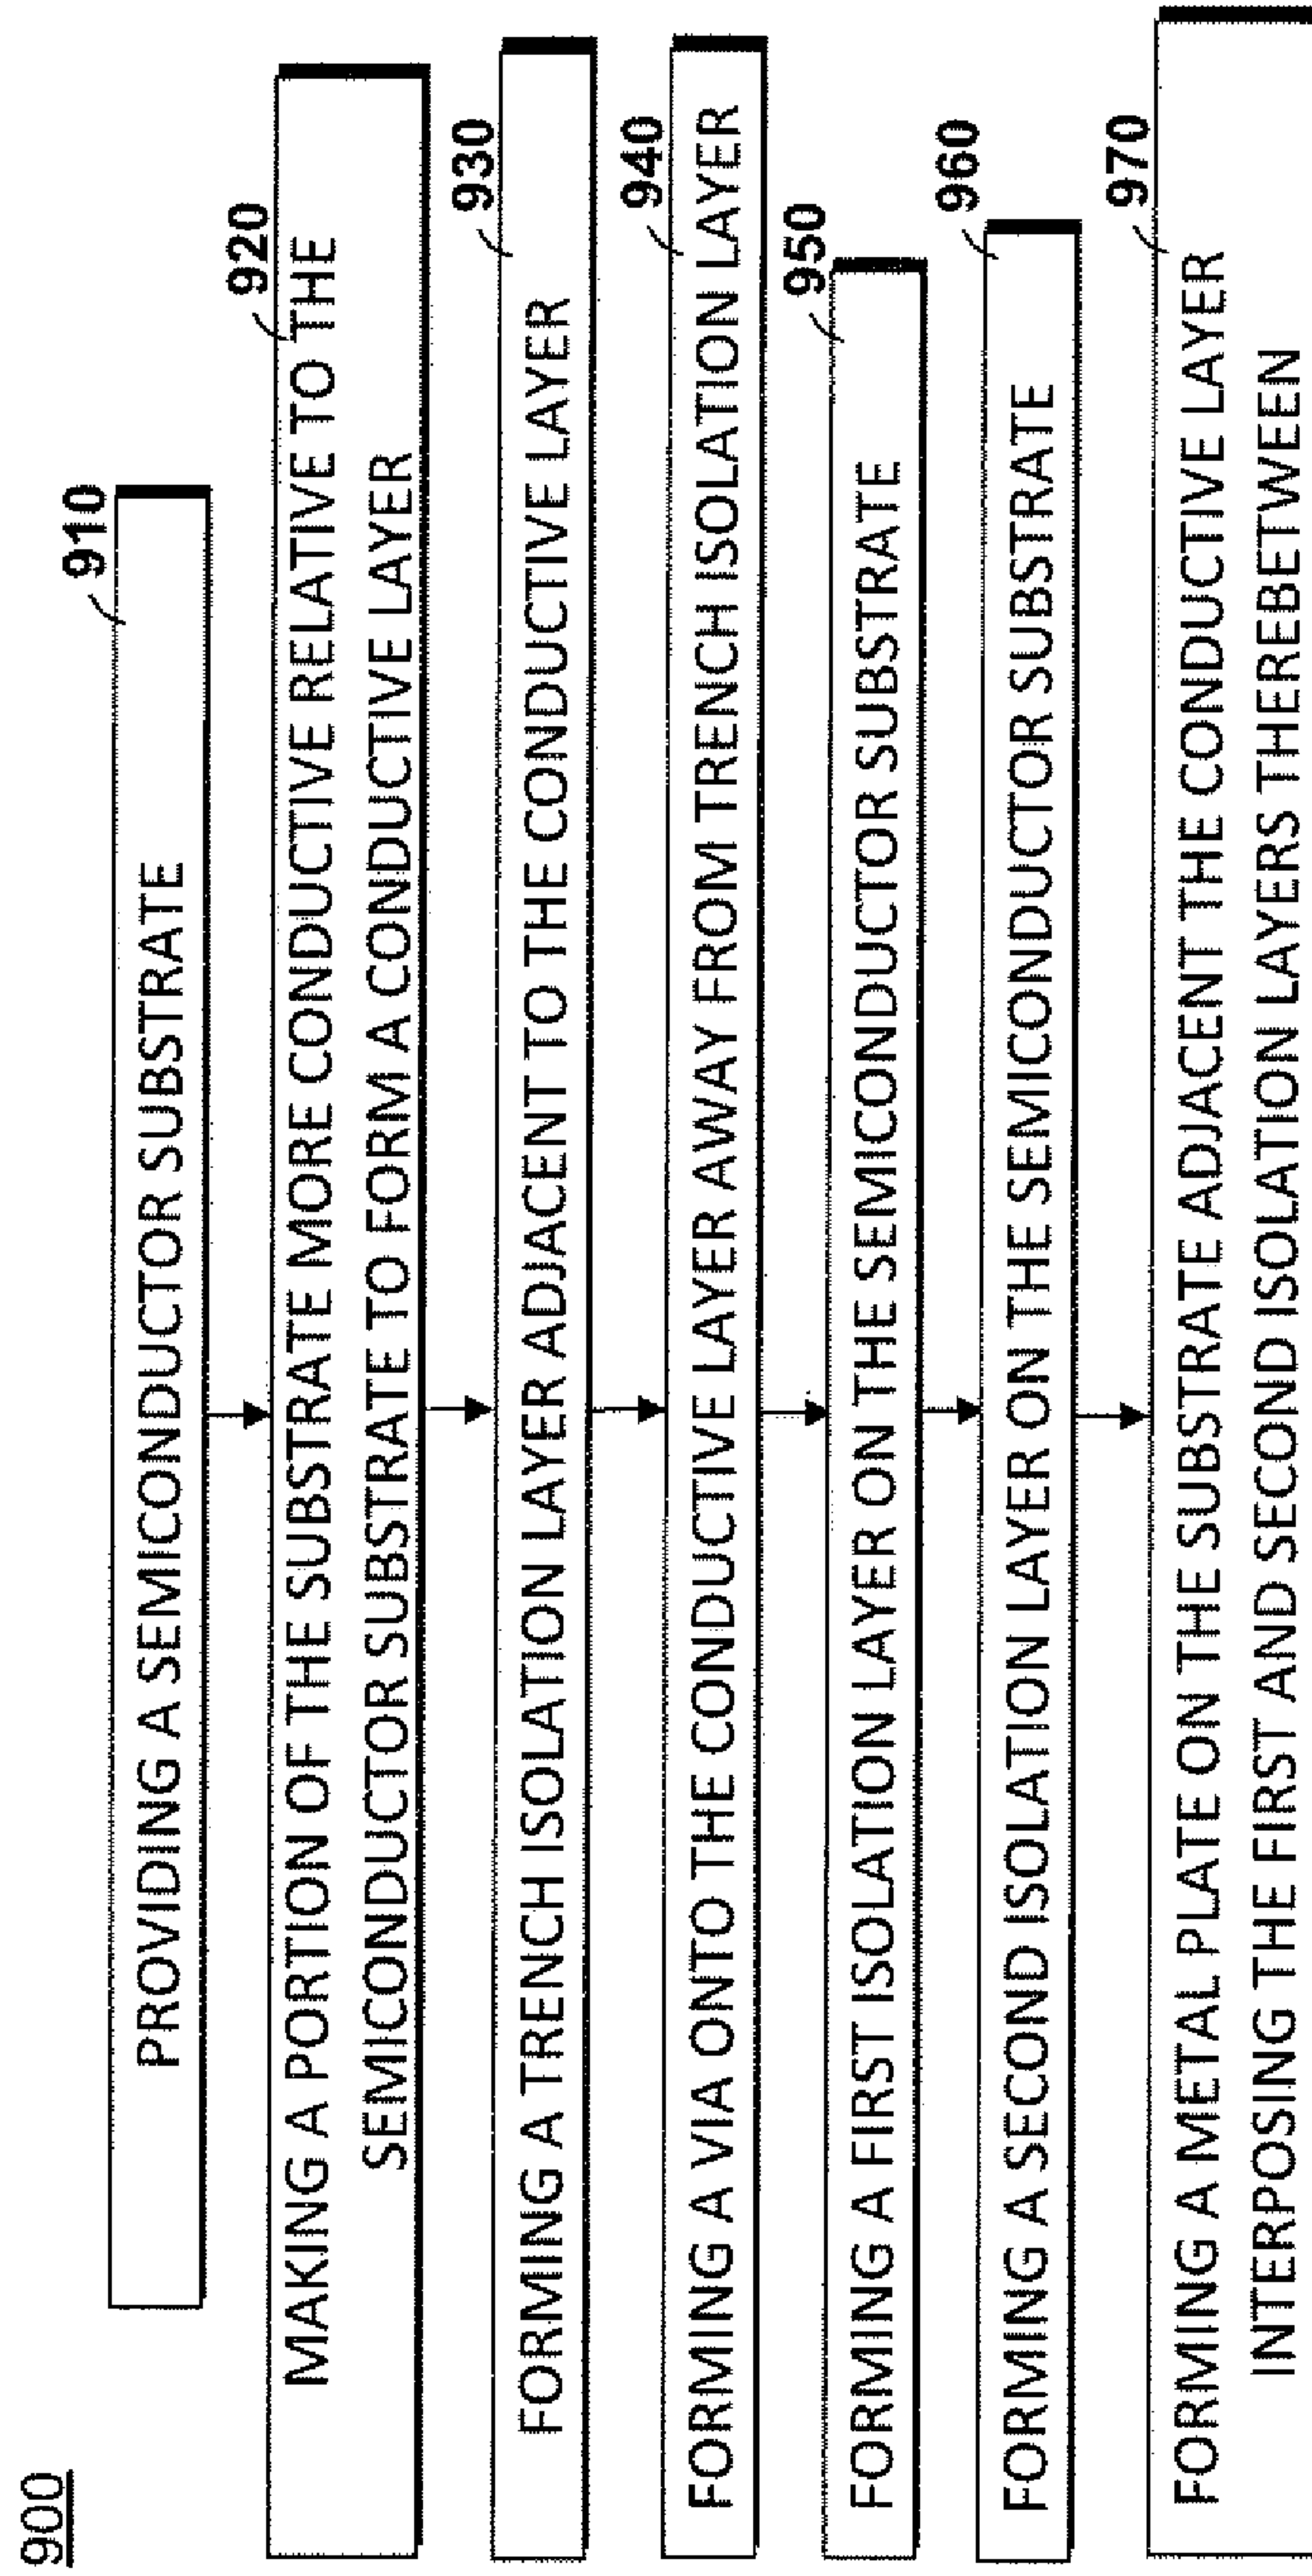 900
910
PROVIDING A SEMICONDUCTOR SUBSTRATE
920
MAKING A PORTION OF THE SUBSTRATE MORE CONDUCTIVE RELATIVE TO THE
SEMICONDUCTOR SUBSTRATE TO FORM A CONDUCTIVE LAYER
930
FORMING A TRENCH ISOLATION LAYER ADJACENT TO THE CONDUCTIVE LAYER
940
FORMING A VIA ONTO THE CONDUCTIVE LAYER AWAY FROM TRENCH ISOLATION LAYER
950
FORMING A FIRST ISOLATION LAYER ON THE SEMICONDUCTOR SUBSTRATE
960
FORMING A SECOND ISOLATION LAYER ON THE SEMICONDUCTOR SUBSTRATE
970
FORMING A METAL PLATE ON THE SUBSTRATE ADJACENT THE CONDUCTIVE LAYER
INTERPOSING THE FIRST AND SECOND ISOLATION LAYERS THEREBETWEEN